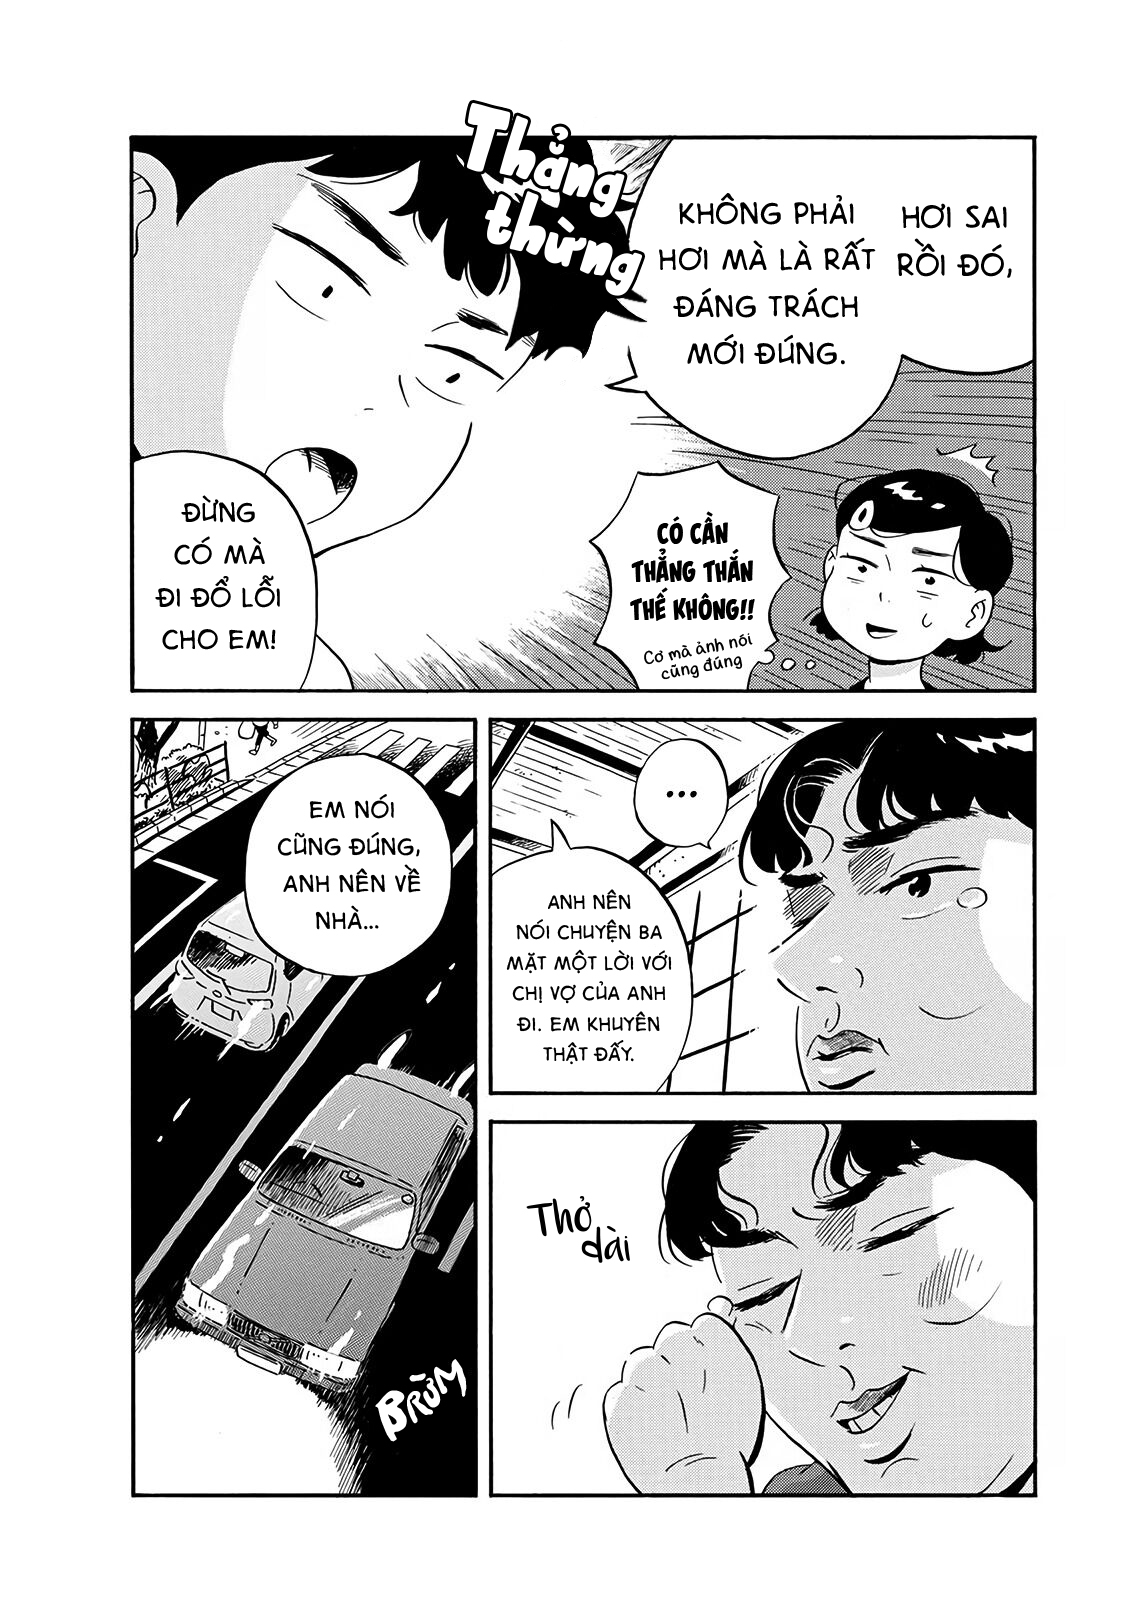 HƠI SAI
RỒI ĐÓ,
KHÔNG PHẢI
HƠI MÀ LÀ RẤT
ĐÁNG TRÁCH
MỚI ĐÚNG.
Thẳng
thừng
CÓ CẦN
THẲNG THẮN
THẾ KHÔNG!!
Cơ mà ảnh nói
cũng đúng
ĐỪNG
CÓ MÀ
ĐI ĐỔ LỖI
CHO EM!
...
ANH NÊN
NÓI CHUYỆN BA
MẶT MỘT LỜI VỚI
CHỊ VỢ CỦA ANH
ĐI. EM KHUYÊN
THẬT ĐẤY.
Thở
dài
EM NÓI
CŨNG ĐÚNG,
ANH NÊN VỀ
NHÀ...
BRỪM